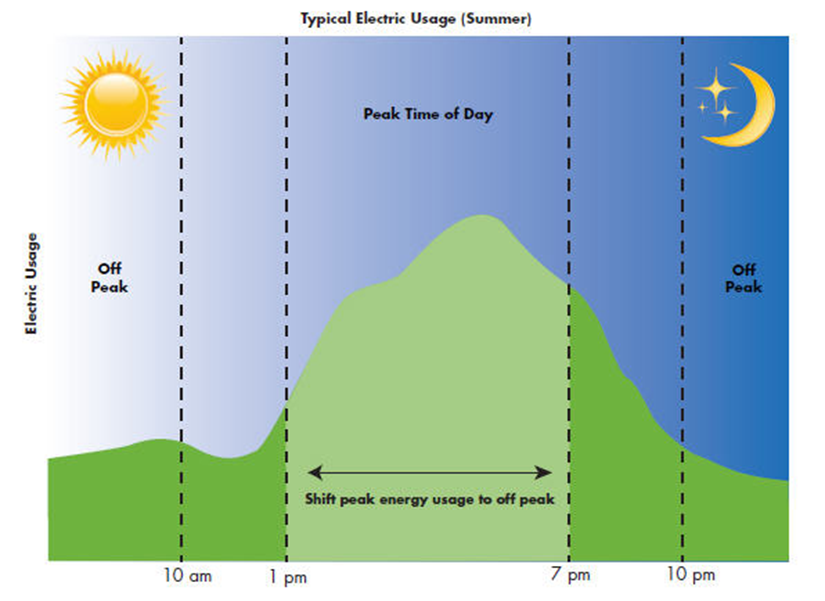 Typical Electric Usage (Summer)
Peak Time of Day
Electric Usage
Off
Peak
Off
Peak
Shift peak energy usage to off peak
10 am
1 pm
7 pm
10 pm